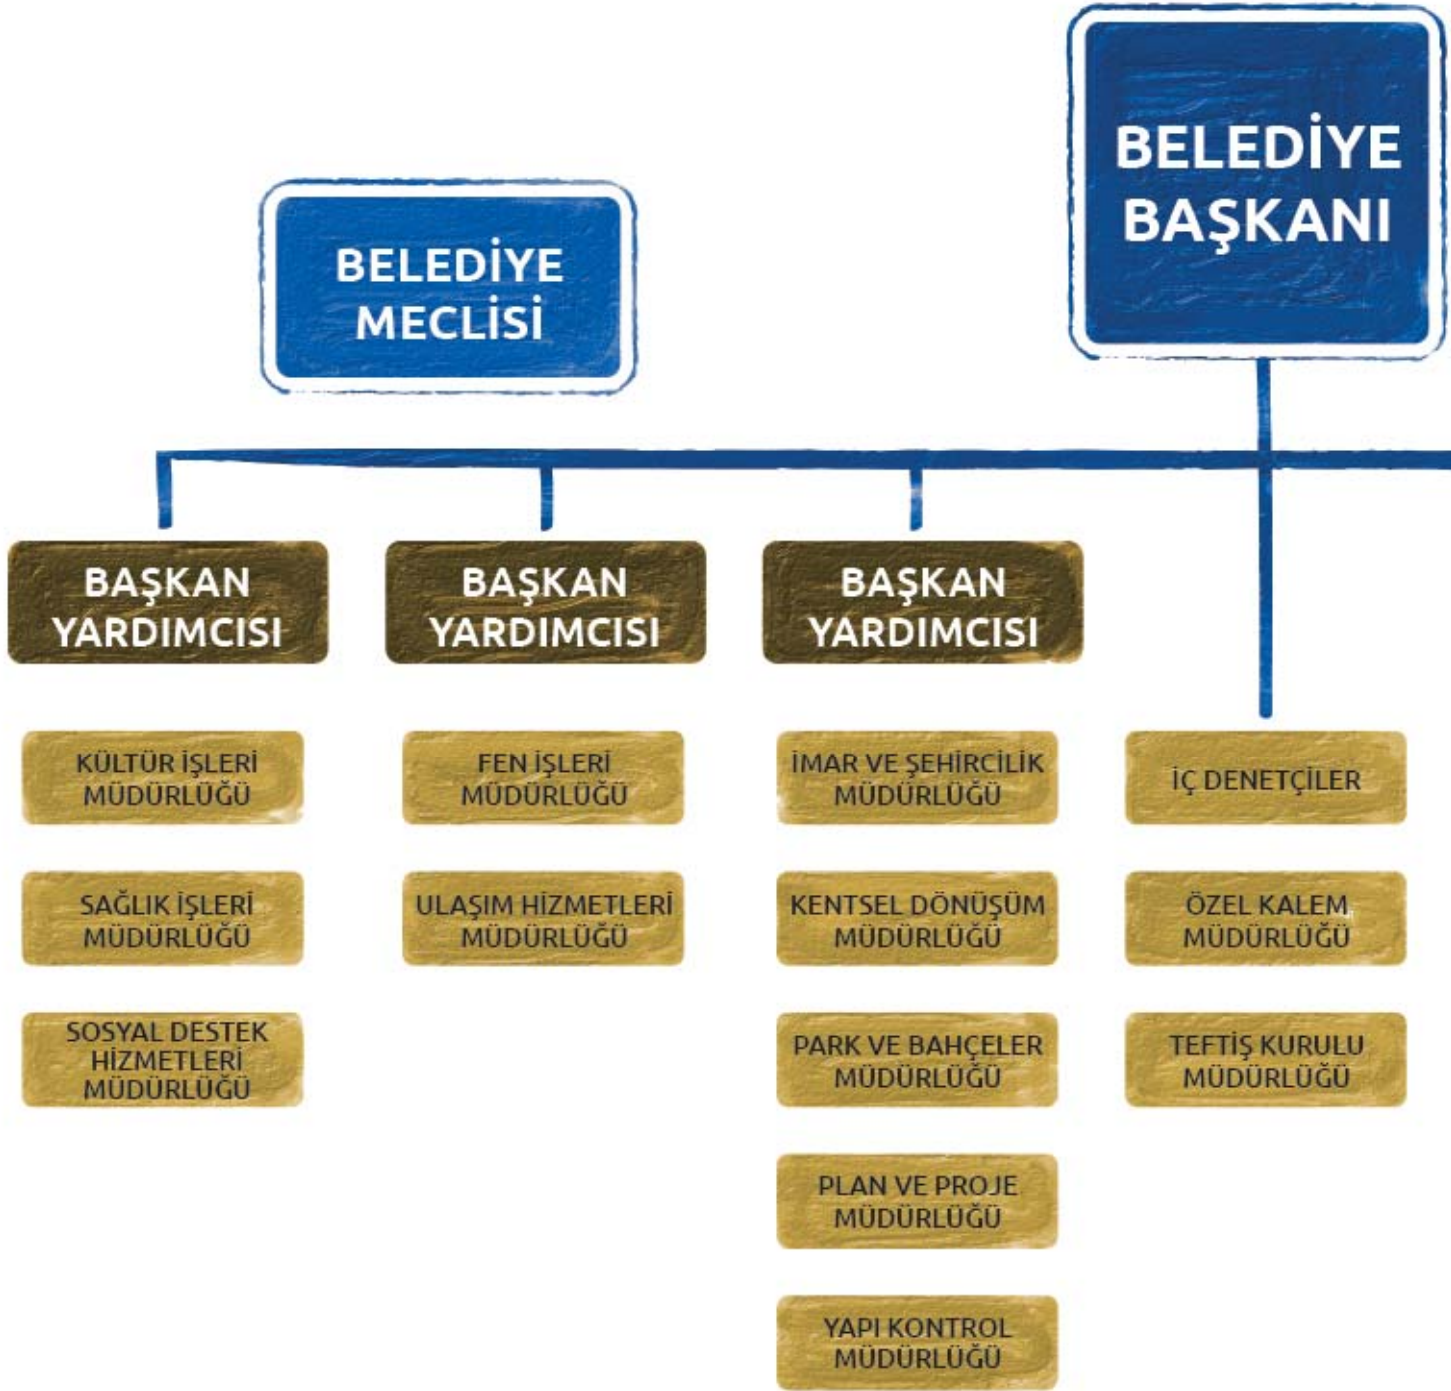 BELEDİYE
BAŞKANI
BELEDİYE
MECLİSİ
BAŞKAN
YARDIMCISI
BAŞKAN
YARDIMCISI
BAŞKAN
YARDIMCISI
KÜLTÜR İŞLERİ
MÜDÜRLÜĞÜ
SAĞLIK İŞLERİ
MÜDÜRLÜĞÜ
SOSYAL DESTEK
HİZMETLERİ
MÜDÜRLÜĞÜ
FEN İŞLERİ
MÜDÜRLÜĞÜ
ULAŞIM HİZMETLERİ
MÜDÜRLÜĞÜ
İMAR VE ŞEHİRCİLİK
MÜDÜRLÜĞÜ
KENTSEL DÖNÜŞÜM
MÜDÜRLÜĞÜ
PARK VE BAHÇELER
MÜDÜRLÜĞÜ
PLAN VE PROJE
MÜDÜRLÜĞÜ
YAPI KONTROL
MÜDÜRLÜĞÜ
İÇ DENETÇİLER
ÖZEL KALEM
MÜDÜRLÜĞÜ
TEFTİŞ KURULU
MÜDÜRLÜĞÜ